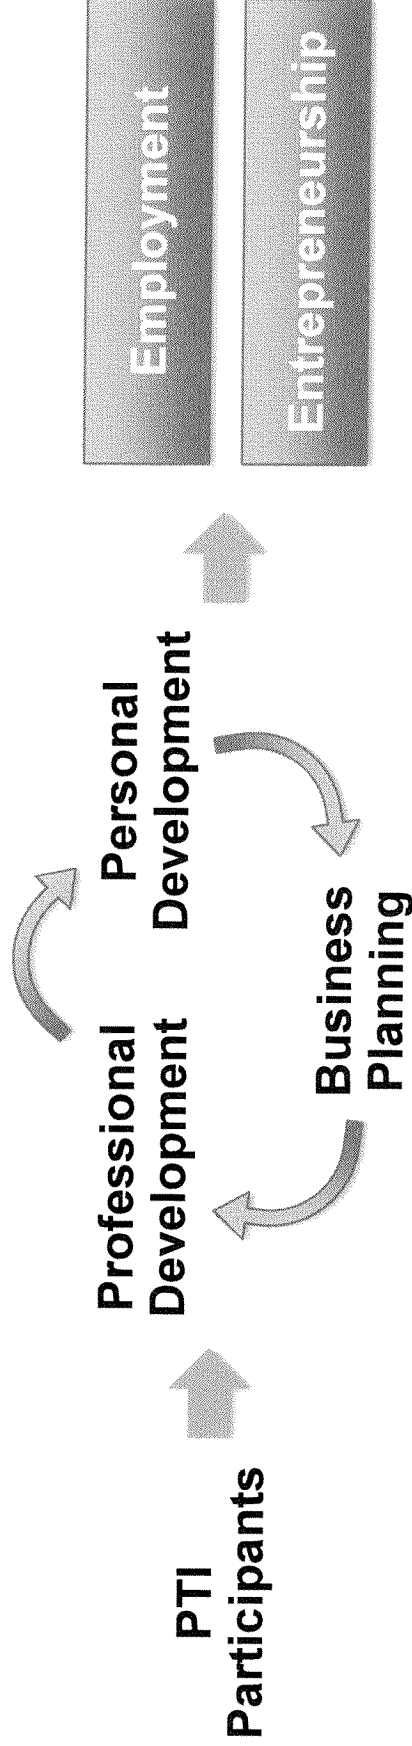 PTI
Participants
Professional
Development
Personal
Development
Business
Planning
Employment
Entrepreneurship